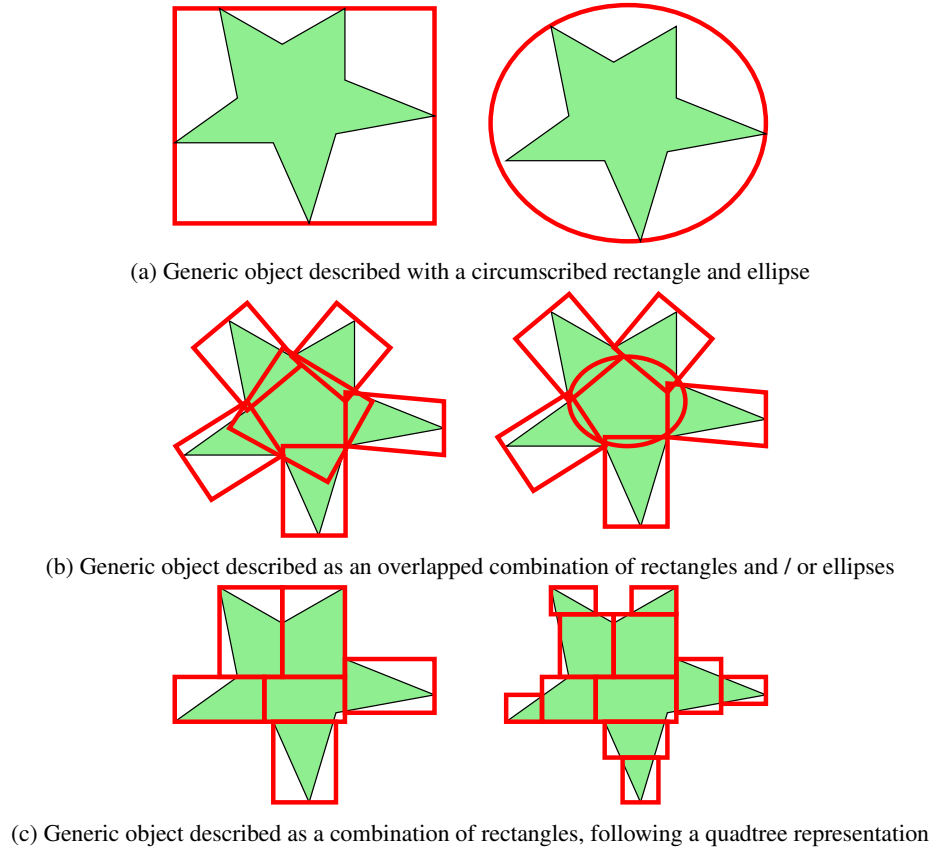 (a) Generic object described with a circumscribed rectangle and ellipse
(b) Generic object described as an overlapped combination of rectangles and / or ellipses
(c) Generic object described as a combination of rectangles, following a quadtree representation